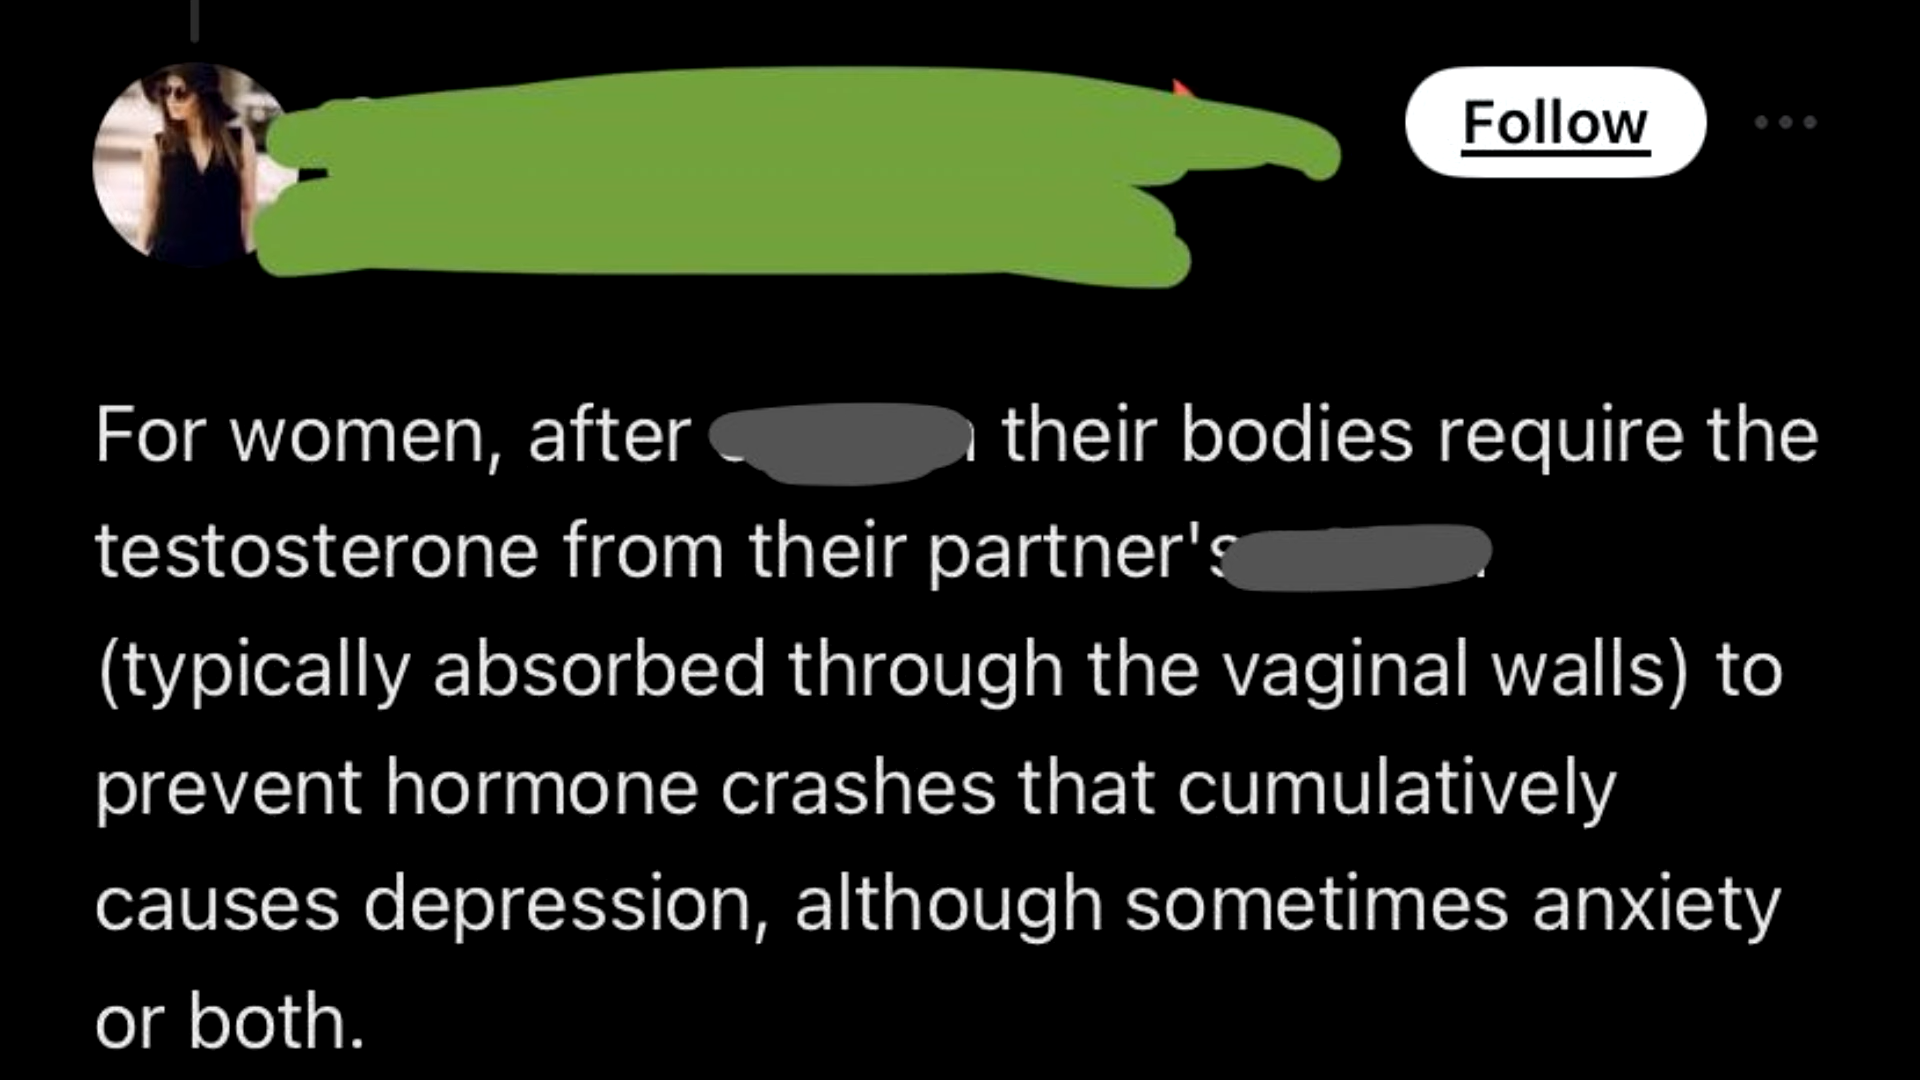 Follow
For women, after their bodies require the
testosterone from their partner's
(typically absorbed through the vaginal walls) to
prevent hormone crashes that cumulatively
causes depression, although sometimes anxiety
or both.